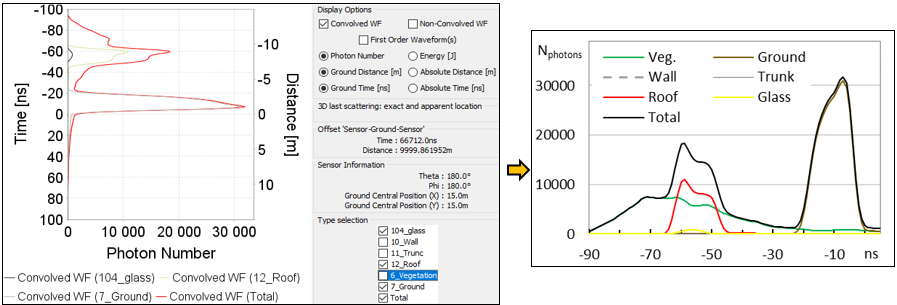 Time [ns]
-100
-80
-60
-40
-20
0
20
40
60
80
100
0
10 000
20 000
30 000
Photon Number
-10
-5
0
5
10
Distance [m]
Convolved WF (104_glass)
Convolved WF (12_Roof)
Convolved WF (7_Ground)
Convolved WF (Total)
Display Options
Convolved WF
Non-Convolved WF
First Order Waveform(s)
Photon Number
Energy [J]
Ground Distance [m]
Absolute Distance [m]
Ground Time [ns]
Absolute Time [ns]
3D last scattering: exact and apparent location
Offset 'Sensor-Ground-Sensor'
Time : 66712.0ns
Distance : 9999.861952m
Sensor Information
Theta : 180.0°
Phi : 180.0°
Ground Central Position (X) : 15.0m
Ground Central Position (Y) : 15.0m
Type selection
104_glass
10_Wall
11_Trunc
12_Roof
6_Vegetation
7_Ground
Total
Nphotons
30000
20000
10000
0
Veg.
Ground
Wall
Trunk
Roof
Glass
Total
-90
-70
-50
-30
-10
ns